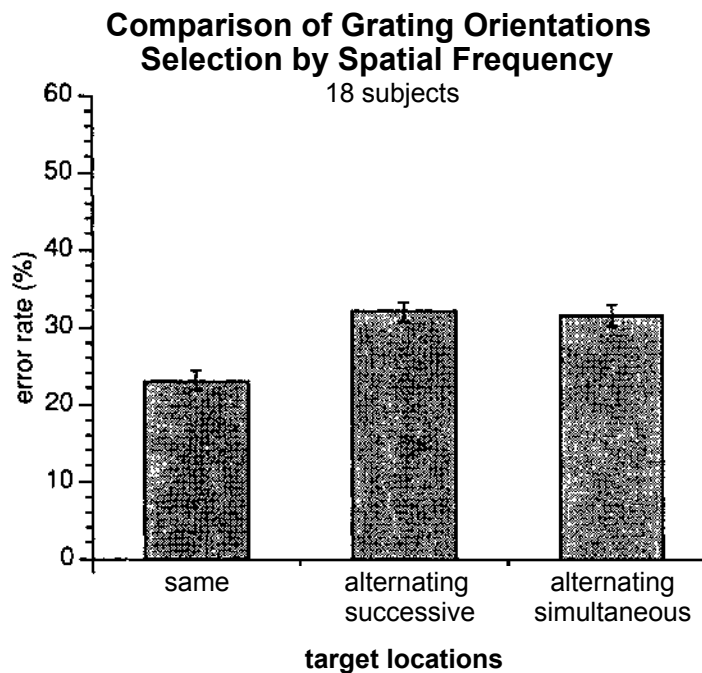 Comparison of Grating Orientations
Selection by Spatial Frequency
18 subjects
60
50
40
30
20
10
0
error rate (%)
same
alternating
successive
alternating
simultaneous
target locations